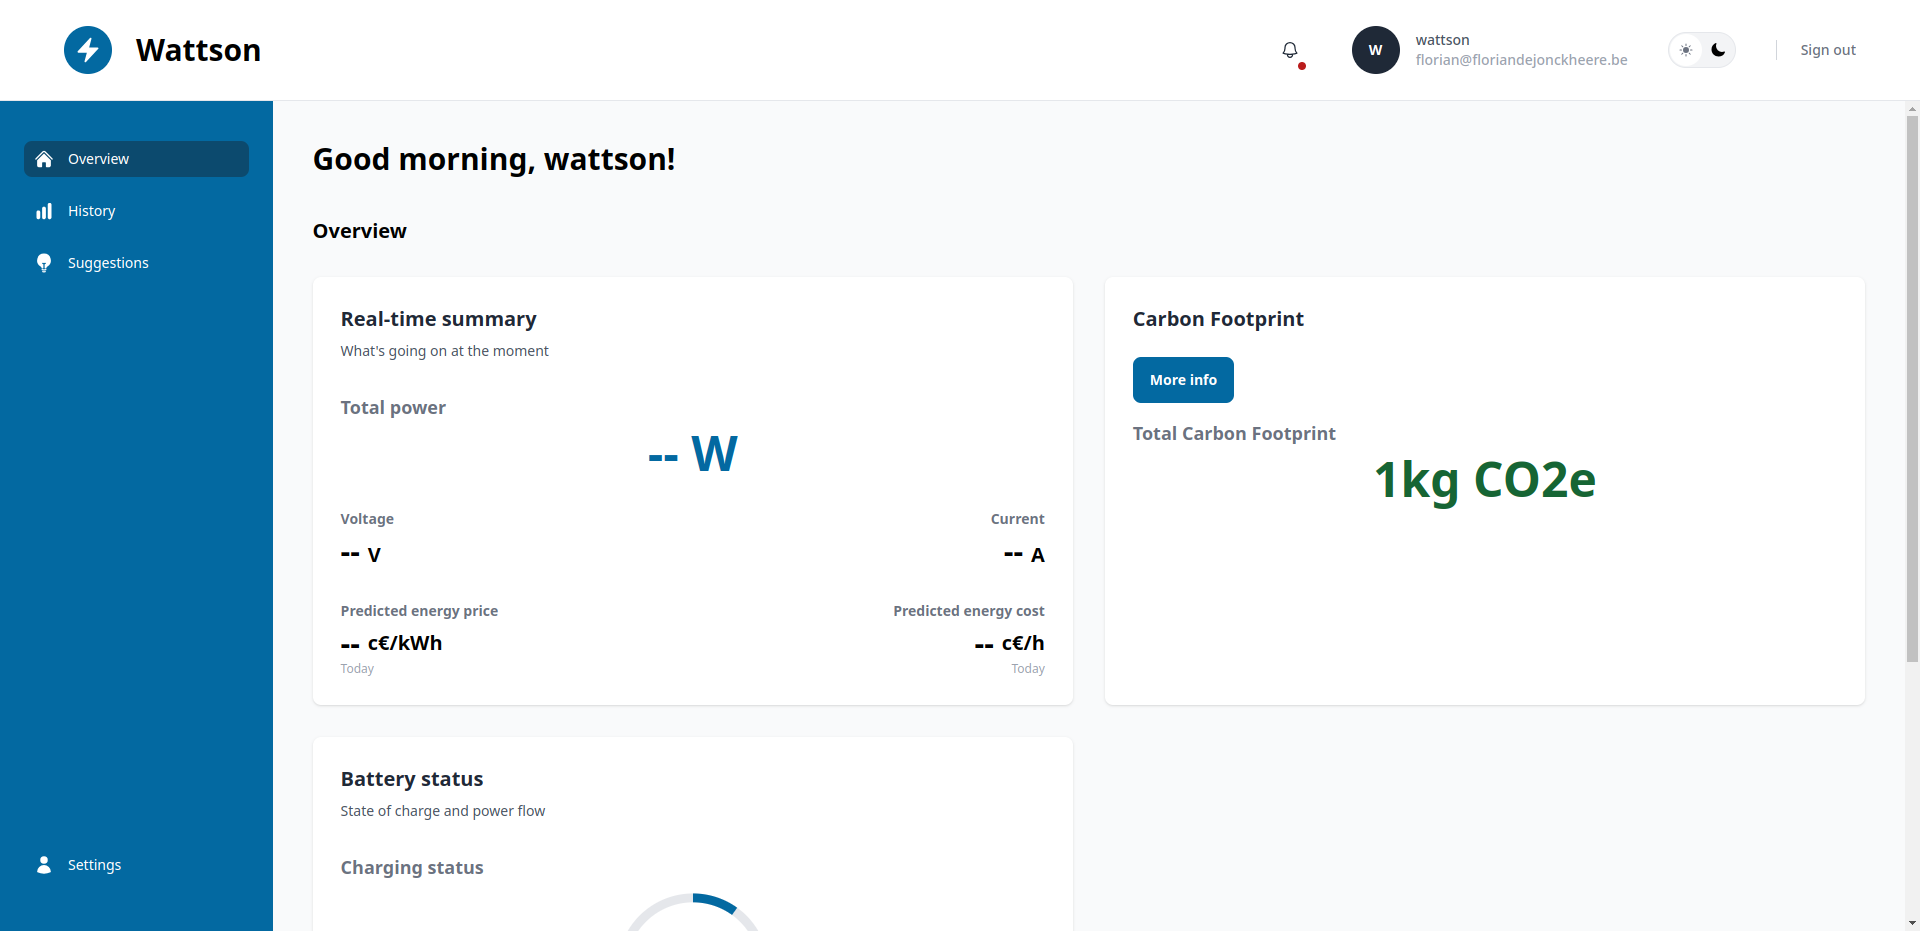 Wattson
W
wattson
florian@floriandejonckheere.be
Sign out
Overview
History
Suggestions
Settings
Good morning, wattson!
Overview
Real-time summary
What's going on at the moment
Total power
-- W
Voltage
Current
-- V
-- A
Predicted energy price
Predicted energy cost
-- c€/kWh
-- c€/h
Today
Today
Carbon Footprint
More info
Total Carbon Footprint
1kg CO2e
Battery status
State of charge and power flow
Charging status